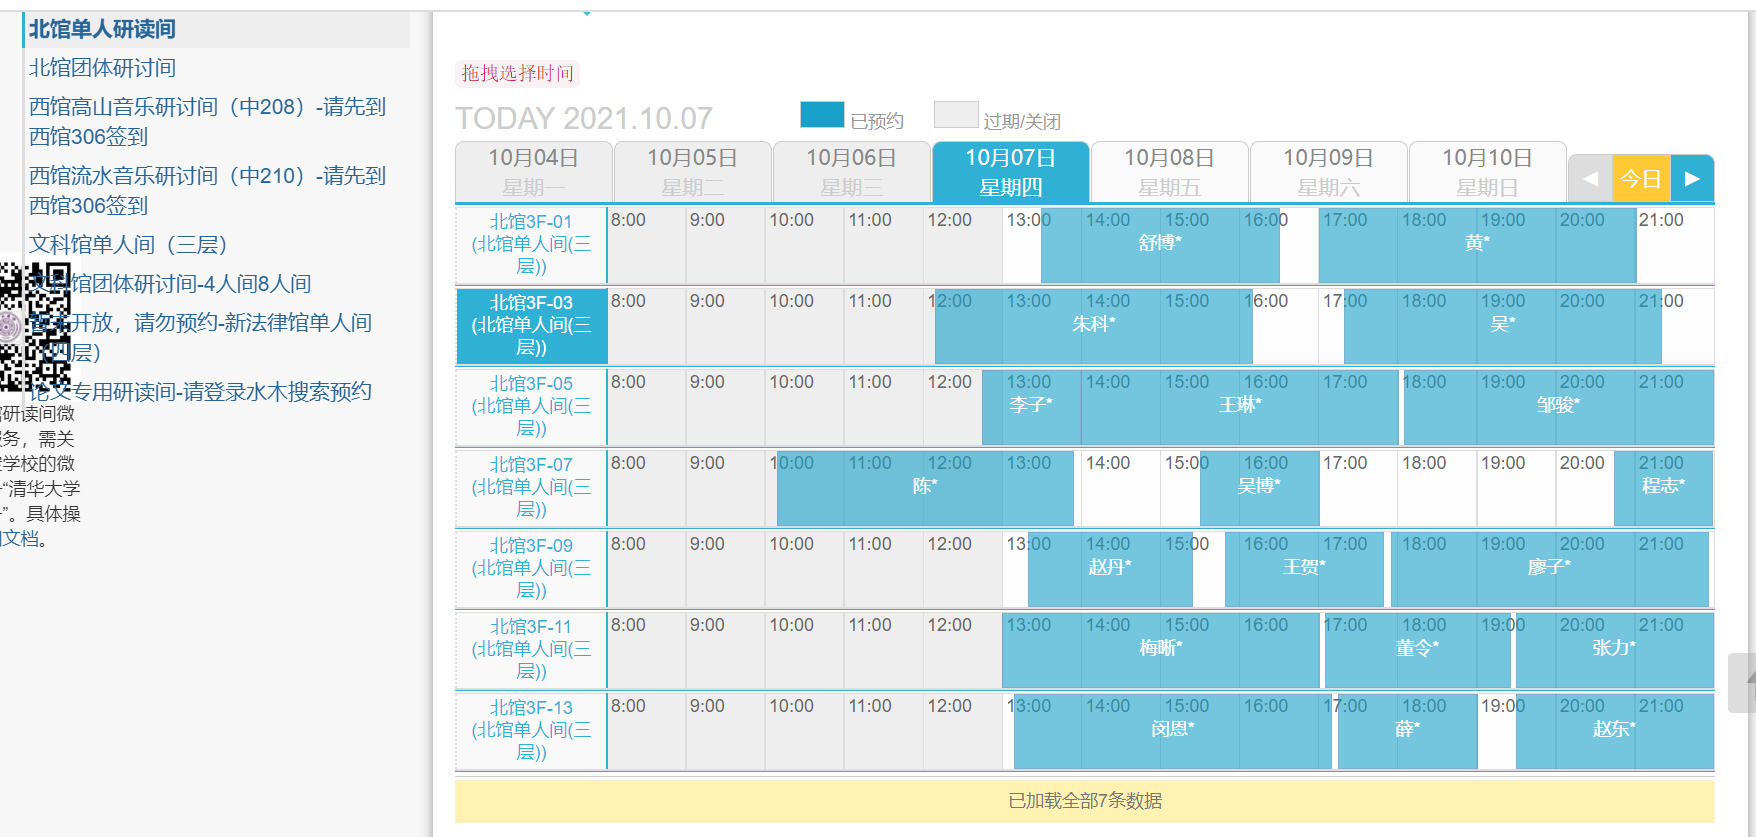 北馆单人研读间
北馆团体研讨间
西馆高山音乐研讨间（中208）-请先到
西馆306签到
西馆流水音乐研讨间（中210）-请先到
西馆306签到
文科馆单人间（三层）
文科馆团体研讨间-4人间8人间
暂未开放，请勿预约-新法律馆单人间
（四层）
论文专用研读间-请登录水木搜索预约
研读间微
务，需关
学校的微
“清华大学
”。具体操
文档。
拖拽选择时间
TODAY 2021.10.07
已预约
过期/关闭
10月04日 10月05日 10月06日 10月07日 10月08日 10月09日 10月10日
星期一 星期二 星期三 星期四 星期五 星期六 星期日
◀ 今日 ▶
北馆3F-01
(北馆单人间(三
层))
8:00 9:00 10:00 11:00 12:00 13:00 14:00 15:00 16:00 17:00 18:00 19:00 20:00 21:00
舒博* 黄*
北馆3F-03
(北馆单人间(三
层))
8:00 9:00 10:00 11:00 12:00 13:00 14:00 15:00 16:00 17:00 18:00 19:00 20:00 21:00
朱科* 吴*
北馆3F-05
(北馆单人间(三
层))
8:00 9:00 10:00 11:00 12:00 13:00 14:00 15:00 16:00 17:00 18:00 19:00 20:00 21:00
李子* 王琳* 邹骏*
北馆3F-07
(北馆单人间(三
层))
8:00 9:00 10:00 11:00 12:00 13:00 14:00 15:00 16:00 17:00 18:00 19:00 20:00 21:00
陈* 吴博* 程志*
北馆3F-09
(北馆单人间(三
层))
8:00 9:00 10:00 11:00 12:00 13:00 14:00 15:00 16:00 17:00 18:00 19:00 20:00 21:00
赵丹* 王贺* 廖子*
北馆3F-11
(北馆单人间(三
层))
8:00 9:00 10:00 11:00 12:00 13:00 14:00 15:00 16:00 17:00 18:00 19:00 20:00 21:00
梅晰* 董令* 张力*
北馆3F-13
(北馆单人间(三
层))
8:00 9:00 10:00 11:00 12:00 13:00 14:00 15:00 16:00 17:00 18:00 19:00 20:00 21:00
闵恩* 薛* 赵东*
已加载全部7条数据